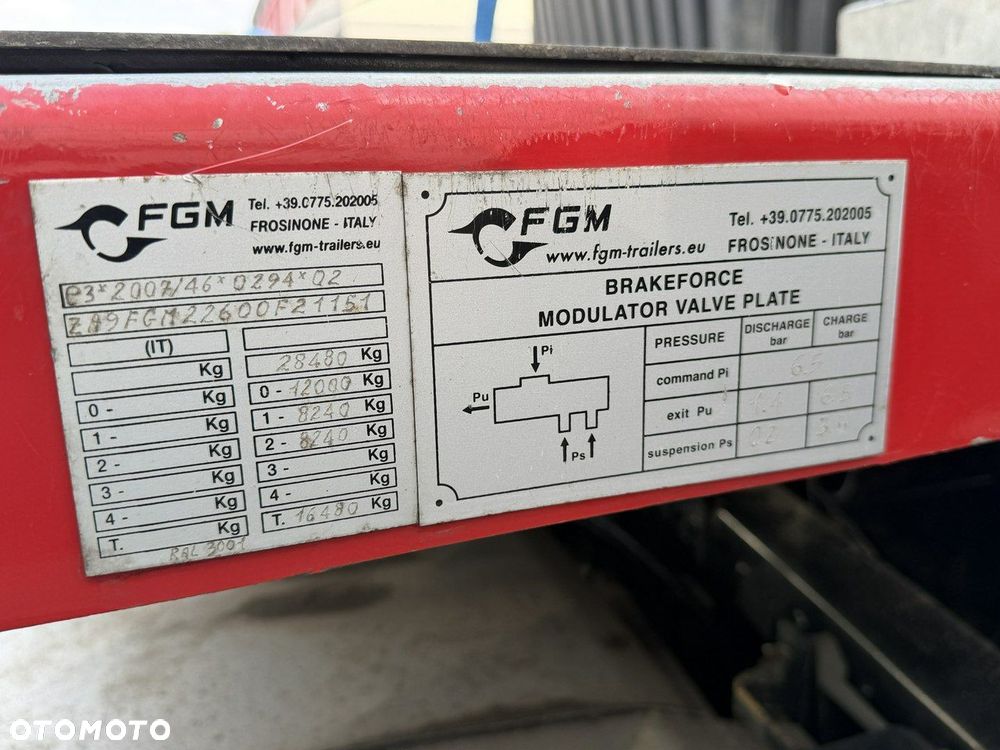 FGM
Tel. +39.0775.202005
FROSINONE - ITALY
www.fgm-trailers.eu
e3*2007/46*0294*02
ZA9FGM22600F21151
(IT)
Kg 28480 Kg
0 - Kg 0 - 12000 Kg
1 - Kg 1 - 8240 Kg
2 - Kg 2 - 8240 Kg
3 - Kg 3 - Kg
4 - Kg 4 - Kg
T. Kg T. 16480 Kg
RAL 3001
FGM
www.fgm-trailers.eu
Tel. +39.0775.202005
FROSINONE - ITALY
BRAKEFORCE
MODULATOR VALVE PLATE
Pi
Pu
Ps
PRESSURE DISCHARGE bar CHARGE bar
command Pi 6.5
exit Pu 6.5
suspension Ps 0.2
OTOMOTO